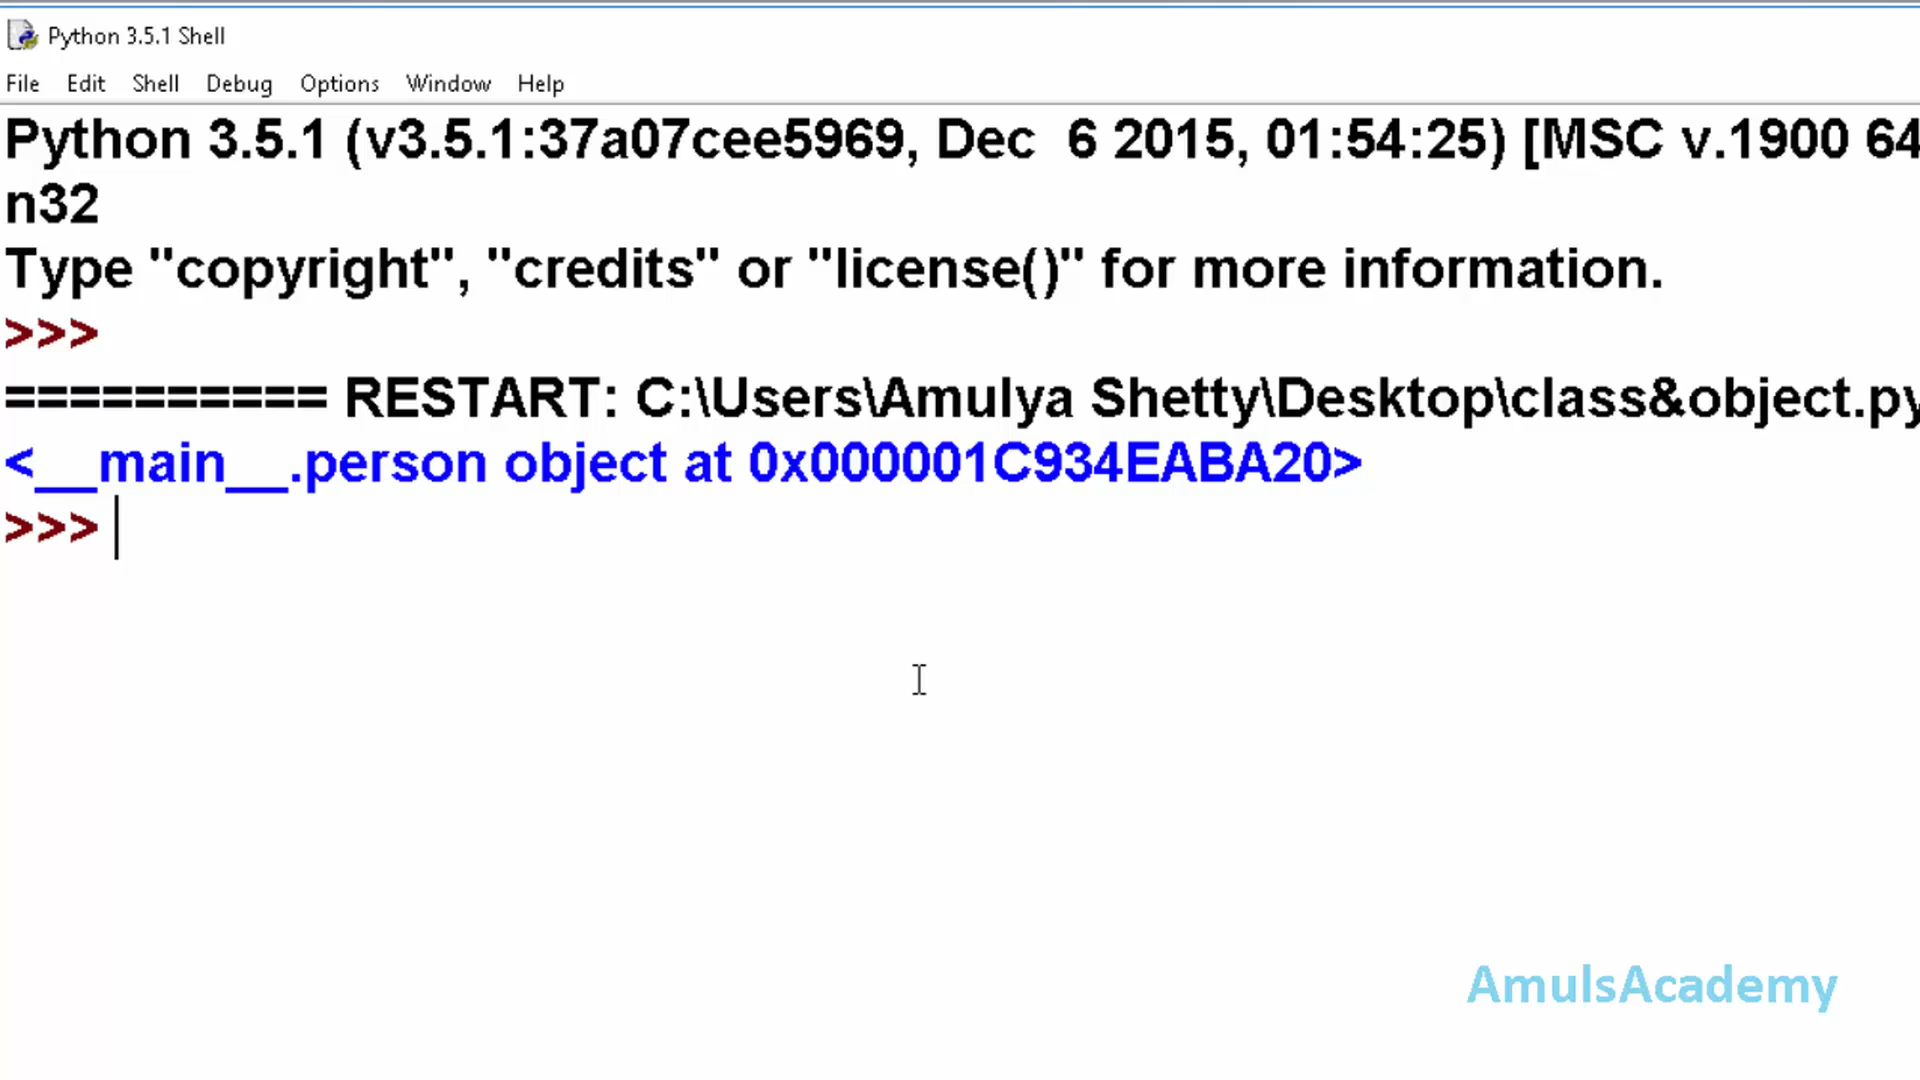 Python 3.5.1 Shell
File Edit Shell Debug Options Window Help
Python 3.5.1 (v3.5.1:37a07cee5969, Dec  6 2015, 01:54:25) [MSC v.1900 64
n32
Type "copyright", "credits" or "license()" for more information.
>>>
========== RESTART: C:\Users\Amulya Shetty\Desktop\class&object.py
<__main__.person object at 0x000001C934EABA20>
>>>
AmulsAcademy